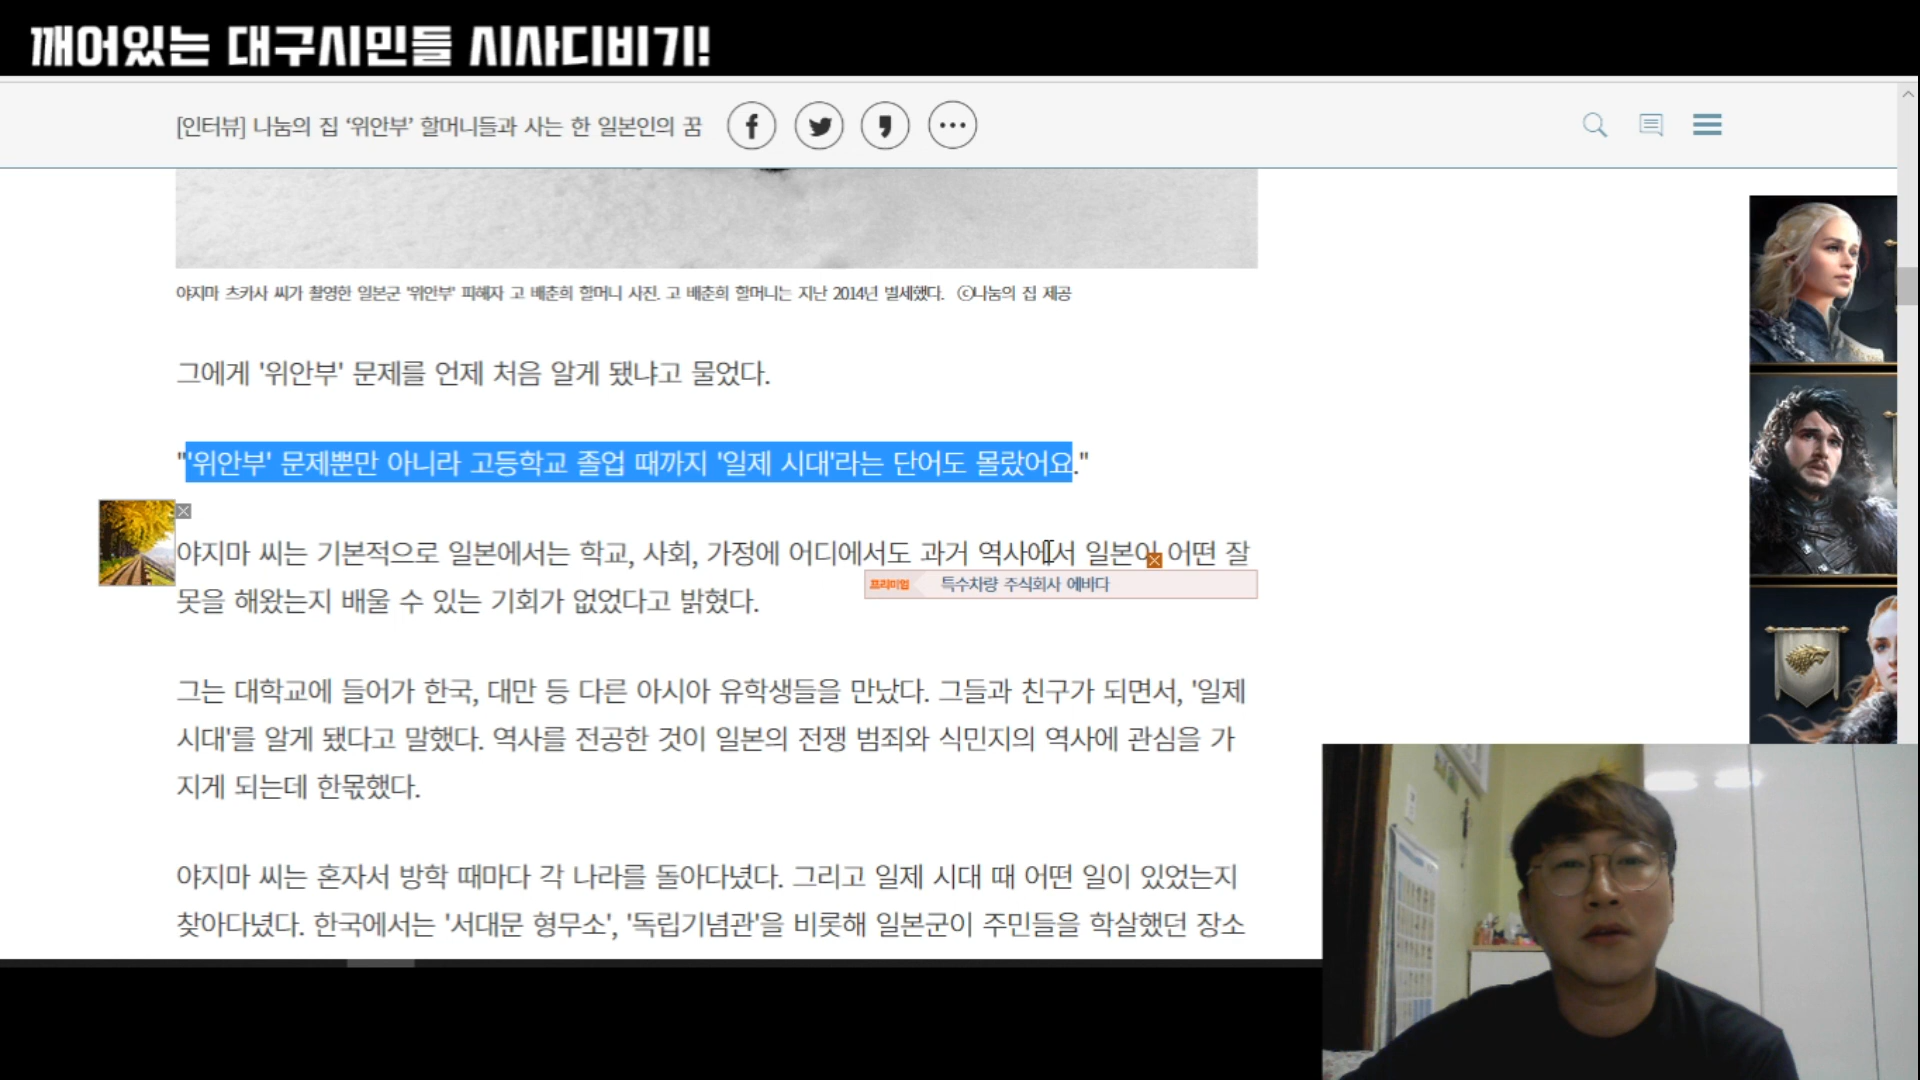 깨어있는 대구시민들 시사디비기!
[인터뷰] 나눔의 집 ‘위안부’ 할머니들과 사는 한 일본인의 꿈
야지마 츠카사 씨가 촬영한 일본군 '위안부' 피해자 고 배춘희 할머니 사진. 고 배춘희 할머니는 지난 2014년 별세했다. ⓒ나눔의 집 제공
그에게 '위안부' 문제를 언제 처음 알게 됐냐고 물었다.
"'위안부' 문제뿐만 아니라 고등학교 졸업 때까지 '일제 시대'라는 단어도 몰랐어요."
야지마 씨는 기본적으로 일본에서는 학교, 사회, 가정에 어디에서도 과거 역사에서 일본이 어떤 잘
프리미엄 특수차량 주식회사 에바다
못을 해왔는지 배울 수 있는 기회가 없었다고 밝혔다.
그는 대학교에 들어가 한국, 대만 등 다른 아시아 유학생들을 만났다. 그들과 친구가 되면서, '일제
시대'를 알게 됐다고 말했다. 역사를 전공한 것이 일본의 전쟁 범죄와 식민지의 역사에 관심을 가
지게 되는데 한몫했다.
야지마 씨는 혼자서 방학 때마다 각 나라를 돌아다녔다. 그리고 일제 시대 때 어떤 일이 있었는지
찾아다녔다. 한국에서는 '서대문 형무소', '독립기념관'을 비롯해 일본군이 주민들을 학살했던 장소